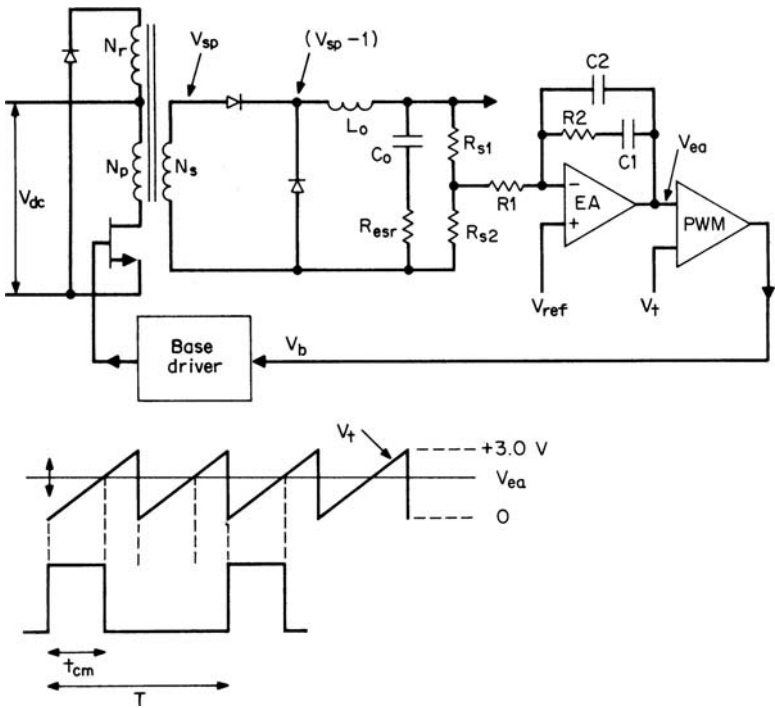 N_r
V_sp
(V_sp – 1)
C2
R2
C1
V_ea
L_o
C_o
R_s1
V_dc
N_p
N_s
R1
–
EA
+
PWM
R_esr
R_s2
V_ref
V_t
Base
driver
V_b
V_t
+3.0 V
V_ea
0
t_cm
T